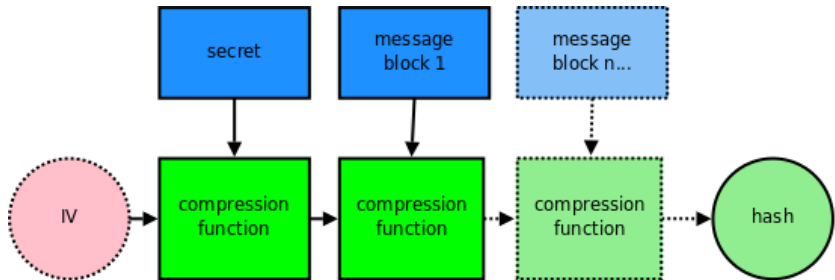 secret
message
block 1
message
block n...
IV
compression
function
compression
function
compression
function
hash